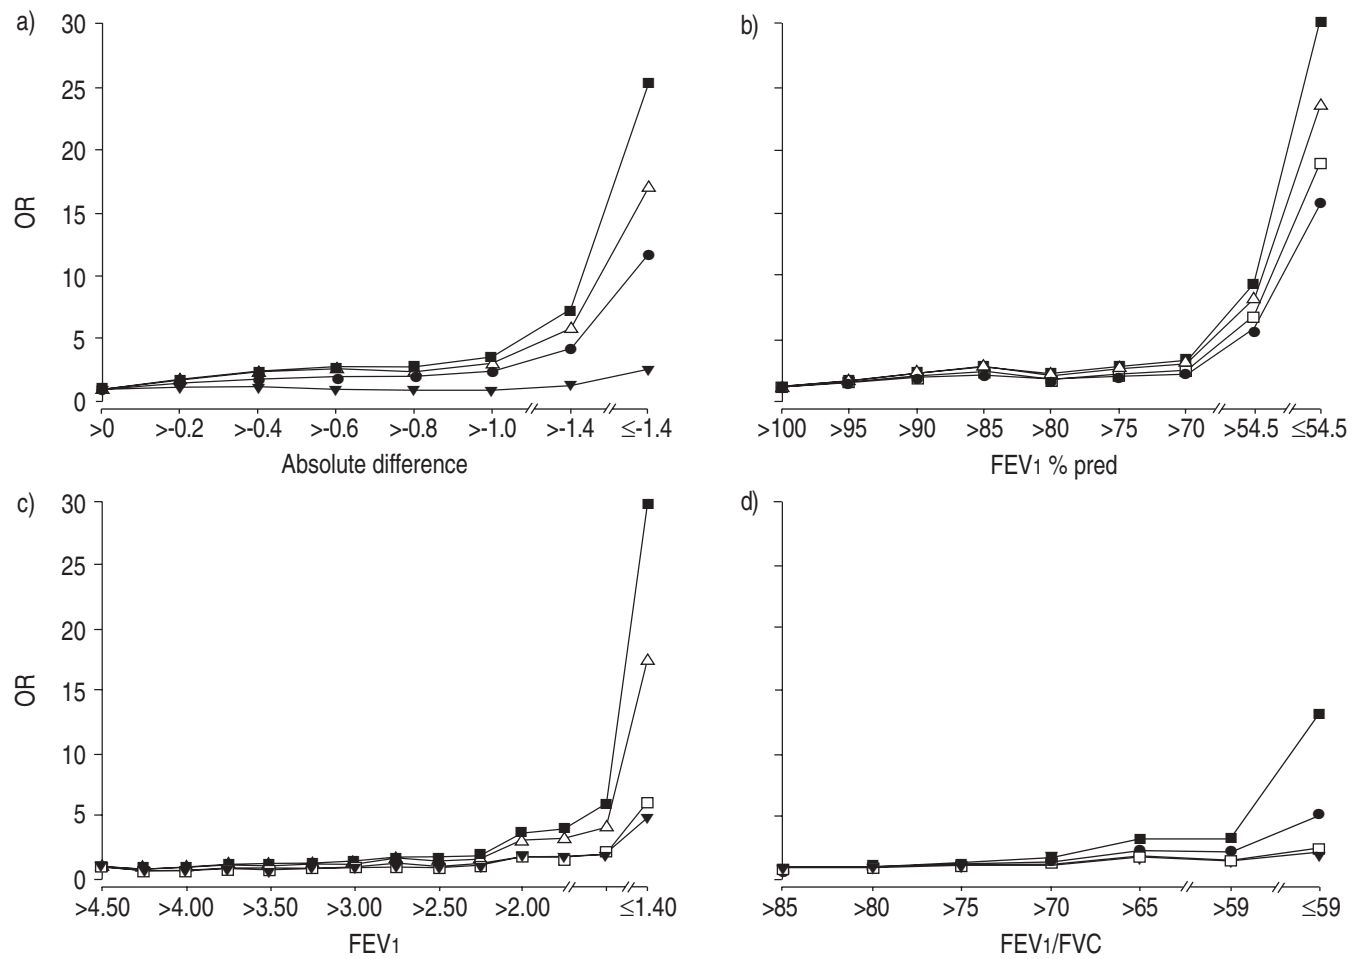 a)
30
25
20
15
10
5
0
OR
>0 >-0.2 >-0.4 >-0.6 >-0.8 >-1.0 >-1.4 ≤-1.4
Absolute difference
b)
>100 >95 >90 >85 >80 >75 >70 >54.5 ≤54.5
FEV1 % pred
c)
30
25
20
15
10
5
0
OR
>4.50 >4.00 >3.50 >3.00 >2.50 >2.00 ≤1.40
FEV1
d)
>85 >80 >75 >70 >65 >59 ≤59
FEV1/FVC